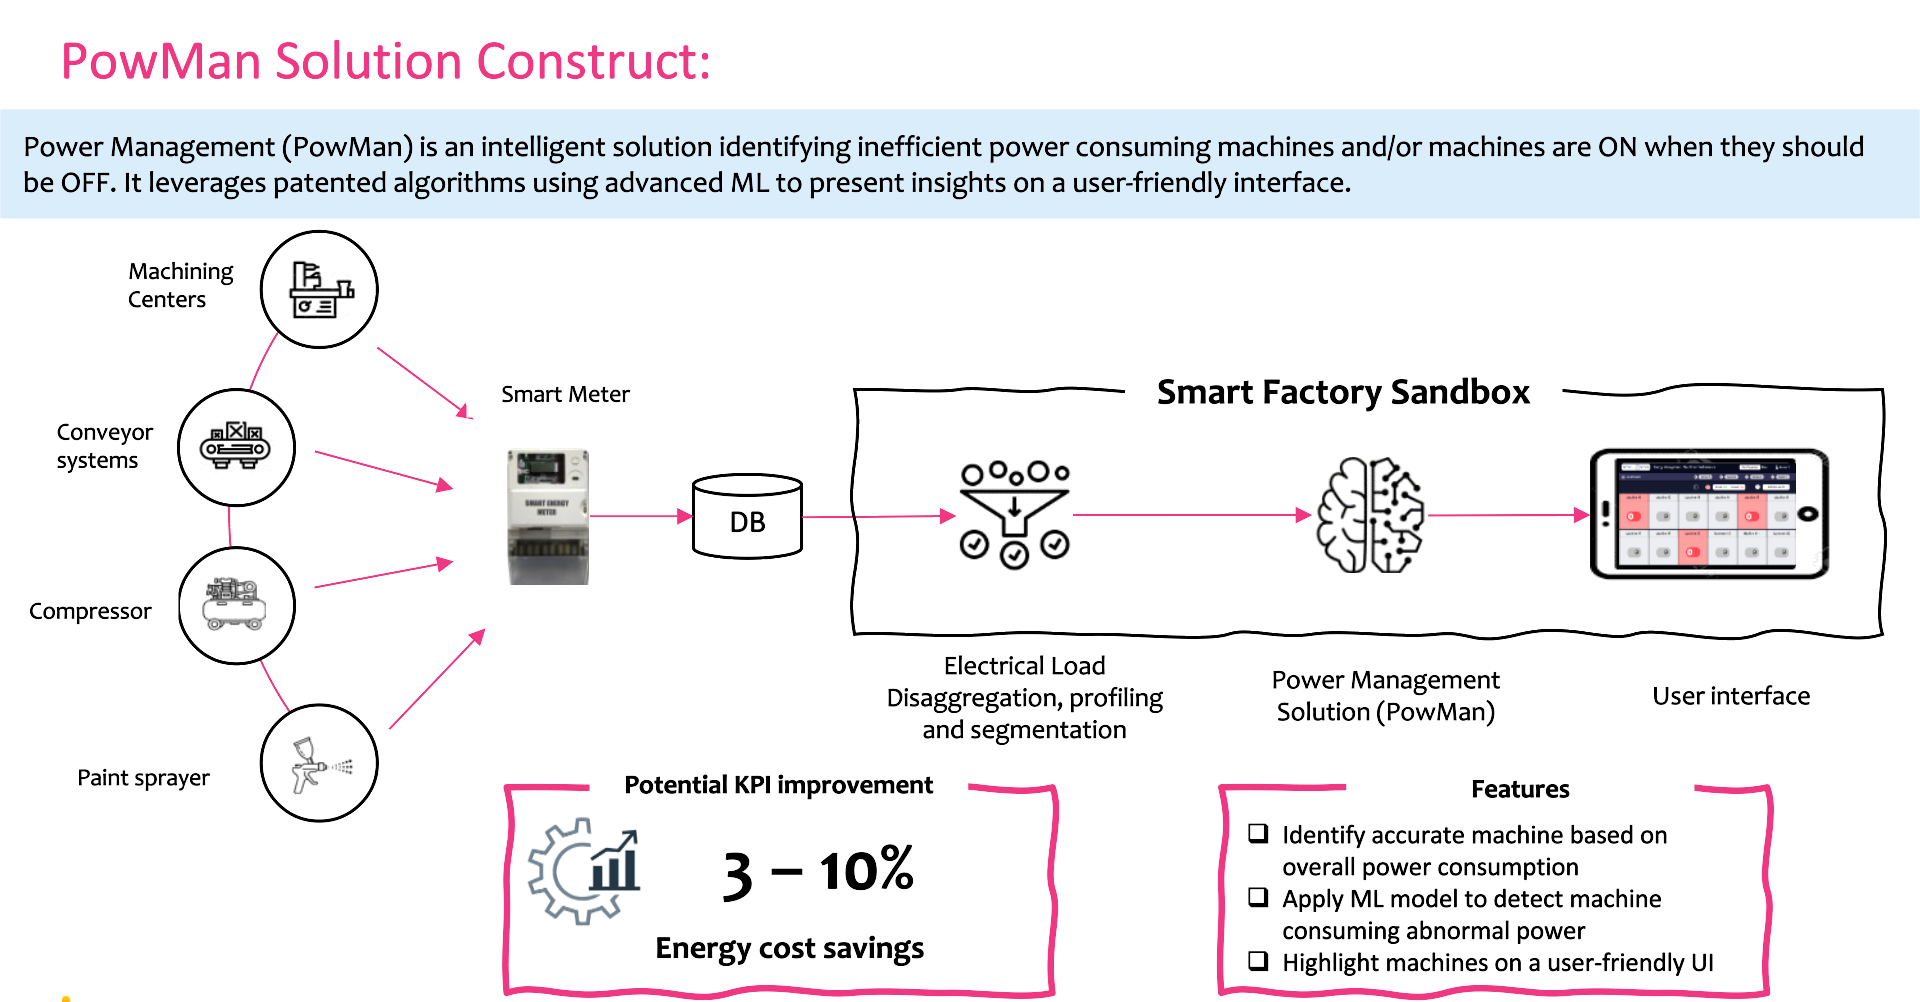 PowMan Solution Construct:
Power Management (PowMan) is an intelligent solution identifying inefficient power consuming machines and/or machines are ON when they should
be OFF. It leverages patented algorithms using advanced ML to present insights on a user-friendly interface.
Machining
Centers
Conveyor
systems
Compressor
Paint sprayer
Smart Meter
SMART ENERGY
METER
DB
Smart Factory Sandbox
Electrical Load
Disaggregation, profiling
and segmentation
Power Management
Solution (PowMan)
User interface
Potential KPI improvement
3 – 10%
Energy cost savings
Features
Identify accurate machine based on
overall power consumption
Apply ML model to detect machine
consuming abnormal power
Highlight machines on a user-friendly UI